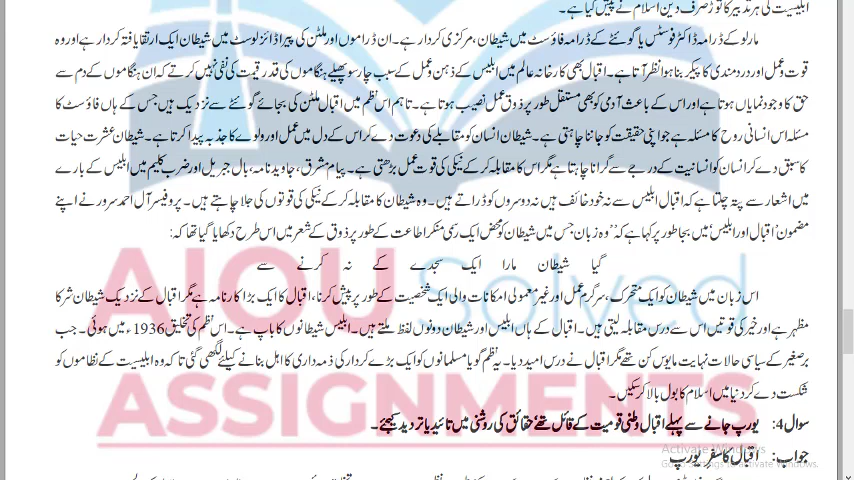 ابلیسیت کی ہر تدبیر کا توڑ صرف دین اسلام نے پیش کیا ہے۔
مارلو کے ڈرامہ ڈاکٹر فوسٹس یا گوئٹے کے ڈرامہ فاؤسٹ میں شیطان، مرکزی کردار ہے۔ ان ڈراموں اور ملٹن کی پیراڈائز لوسٹ میں شیطان ایک ارتقا یافتہ کردار ہے اور وہ
قوت و عمل اور دردمندی کا پیکر بنا ہوا نظر آتا ہے۔ اقبال بھی کارخانہ عالم میں ابلیس کے ذہن و عمل کے سبب چار سو پھیلے ہنگاموں کی قدر و قیمت کی نفی نہیں کرتے کہ ان ہنگاموں کے دم سے
حق کا وجود نمایاں ہوتا ہے اور اس کے باعث آدمی کو بھی مستقل طور پر ذوق عمل نصیب ہوتا ہے۔ تاہم اس نظم میں اقبال ملٹن کی بجائے گوئٹے سے نزدیک ہیں جس کے ہاں فاؤسٹ کا
مسئلہ اس انسانی روح کا مسئلہ ہے جو اپنی حقیقت کو جاننا چاہتی ہے۔ شیطان انسان کو مقابلے کی دعوت دے کر اس کے دل میں عمل اور ولولے کا جذبہ پیدا کرتا ہے۔ شیطان عشرت حیات
کا سبق دے کر انسان کو انسانیت کے درجے سے گرانا چاہتا ہے مگر اس کا مقابلہ کر کے نیکی کی قوت عمل بڑھتی ہے۔ پیام مشرق، جاوید نامہ، بال جبریل اور ضرب کلیم میں ابلیس کے بارے
میں اشعار سے پتہ چلتا ہے کہ اقبال ابلیس سے نہ خود خائف ہیں نہ دوسروں کو ڈراتے ہیں۔ وہ شیطان کا مقابلہ کر کے نیکی کی قوتوں کی جلا چاہتے ہیں۔ پروفیسر آل احمد سرور نے اپنے
مضمون ’اقبال اور ابلیس‘ میں بجا طور پر کہا ہے کہ ’’وہ زبان جس میں شیطان کو محض ایک رسمی منکر اطاعت کے طور پر ذوق کے شعر میں اس طرح دکھایا گیا تھا کہ:
گیا شیطان مارا ایک سجدے کے نہ کرنے سے
اس زبان میں شیطان کو ایک متحرک، سرگرم عمل اور غیر معمولی امکانات والی ایک شخصیت کے طور پر پیش کرنا، اقبال کا ایک بڑا کارنامہ ہے مگر اقبال کے نزدیک شیطان شر کا
مظہر ہے اور خیر کی قوتیں اس سے درس مقابلہ لیتی ہیں۔ اقبال کے ہاں ابلیس اور شیطان دونوں لفظ ملتے ہیں۔ ابلیس شیطانوں کا باپ ہے۔ اس نظم کی تخلیق 1936ء میں ہوئی۔ جب
برصغیر کے سیاسی حالات نہایت مایوس کن تھے مگر اقبال نے درس امید دیا۔ یہ نظم گویا مسلمانوں کو ایک بڑے کردار کی ذمہ داری کا اہل بنانے کیلئے لکھی گئی تاکہ وہ ابلیسیت کے نظاموں کو
شکست دے کر دنیا میں اسلام کا بول بالا کر سکیں۔
سوال 4: یورپ جانے سے پہلے اقبال وطنی قومیت کے قائل تھے‘ حقائق کی روشنی میں تائید یا تردید کیجئے۔
جواب: اقبال کا سفر یورپ
AIOU Solved
ASSIGNMENTS
Activate Windows
Go to Settings to activate Windows.